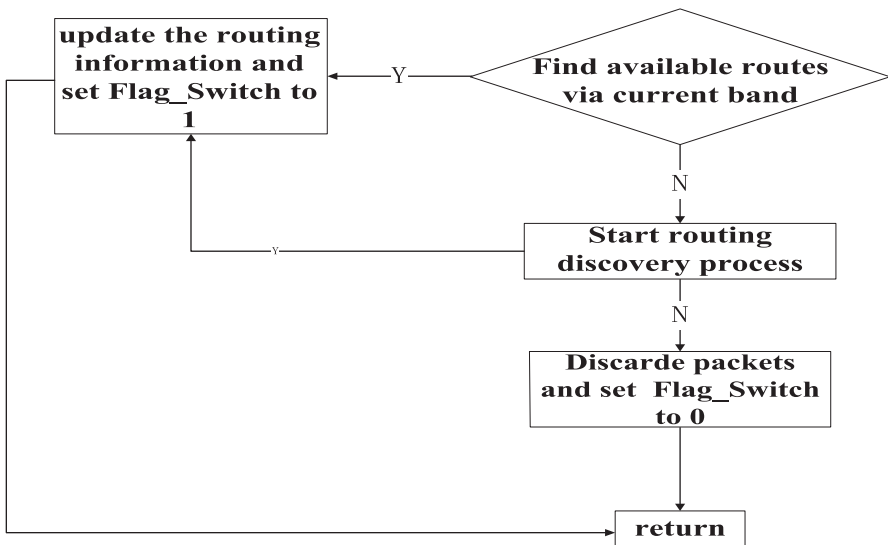 update the routing
information and
set Flag_Switch to
1
Y
Find available routes
via current band
N
Start routing
discovery process
Y
N
Discarde packets
and set Flag_Switch
to 0
return